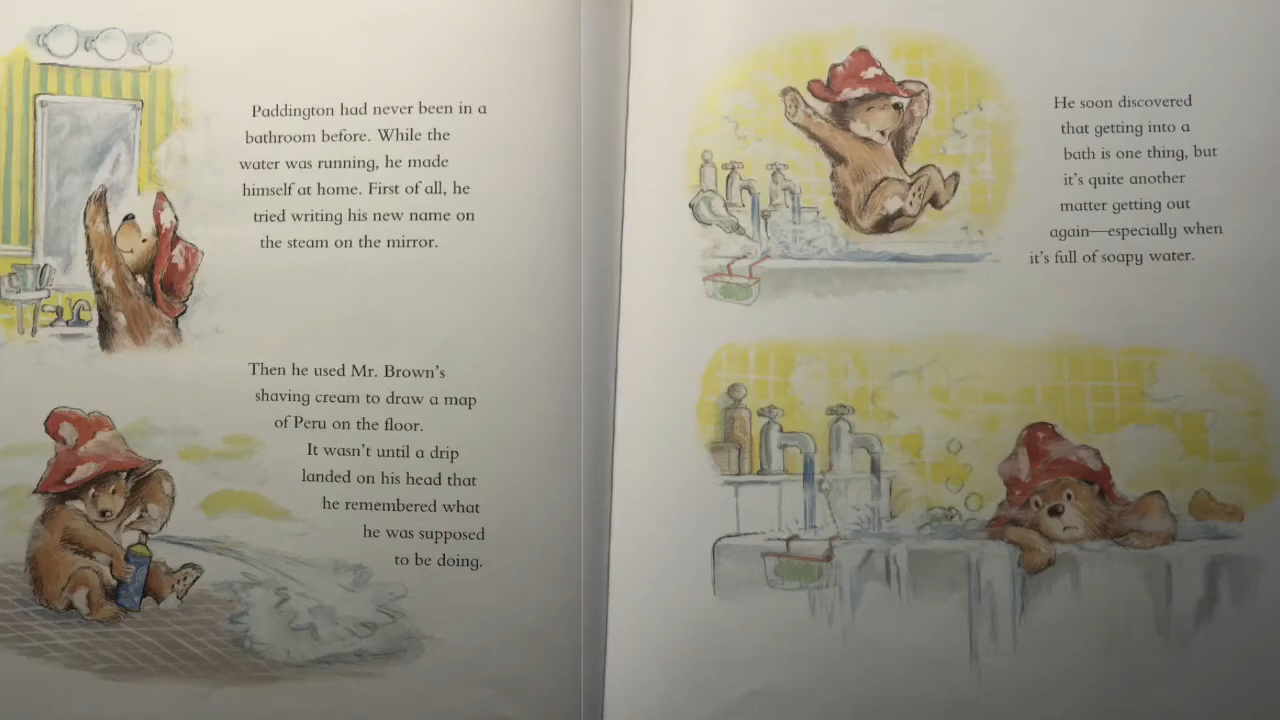 Paddington had never been in a
bathroom before. While the
water was running, he made
himself at home. First of all, he
tried writing his new name on
the steam on the mirror.
Then he used Mr. Brown's
shaving cream to draw a map
of Peru on the floor.
It wasn't until a drip
landed on his head that
he remembered what
he was supposed
to be doing.
He soon discovered
that getting into a
bath is one thing, but
it's quite another
matter getting out
again—especially when
it's full of soapy water.